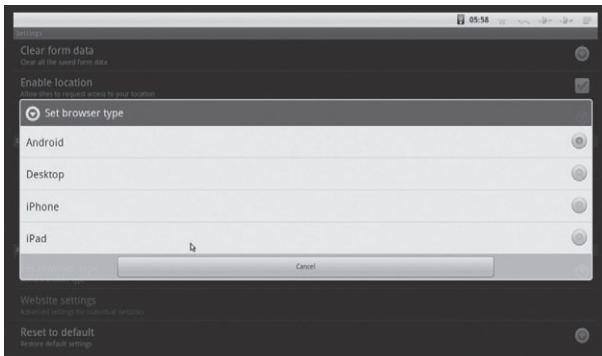 05:58
Settings
Clear form data
Clear all the saved form data
Enable location
Allow sites to request access to your location
Set browser type
Android
Desktop
iPhone
iPad
Cancel
Website settings
Advanced settings for individual websites
Reset to default
Restore default settings